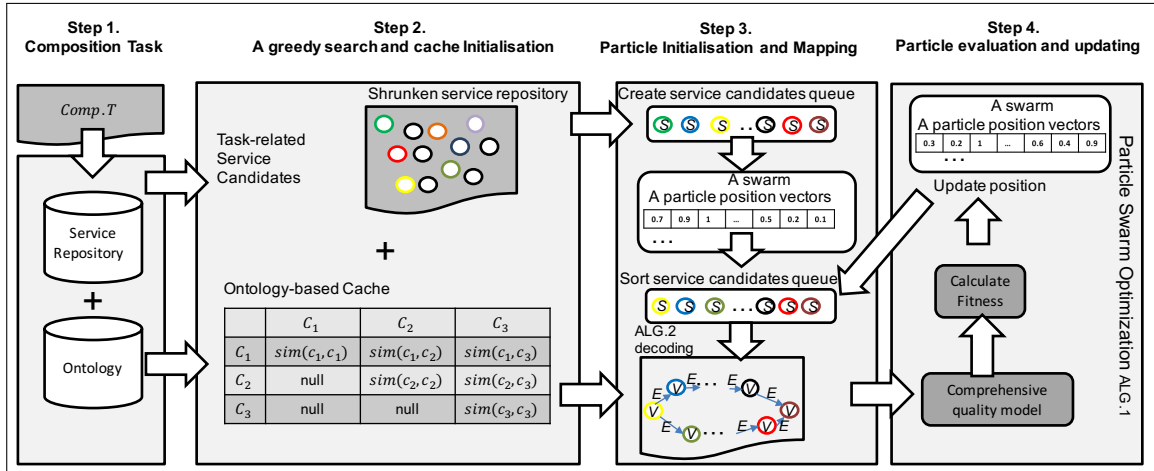 Step 1.
Composition Task
Comp.T
Service
Repository
+
Ontology
Step 2.
A greedy search and cache Initialisation
Shrunken service repository
Task-related
Service
Candidates
+
Ontology-based Cache
C₁ C₂ C₃
C₁ sim(c₁,c₁) sim(c₁,c₂) sim(c₁,c₃)
C₂ null sim(c₂,c₂) sim(c₂,c₃)
C₃ null null sim(c₃,c₃)
Step 3.
Particle Initialisation and Mapping
Create service candidates queue
S S S ... S S S
A swarm
A particle position vectors
0.7 0.9 1 ... 0.5 0.2 0.1
...
Sort service candidates queue
S S S ... S S S
ALG.2
decoding
E V E ... E V E
V V
E V ... E V E
Step 4.
Particle evaluation and updating
A swarm
A particle position vectors
0.3 0.2 1 ... 0.6 0.4 0.9
...
Update position
Calculate
Fitness
Comprehensive
quality model
Particle Swarm Optimization ALG.1